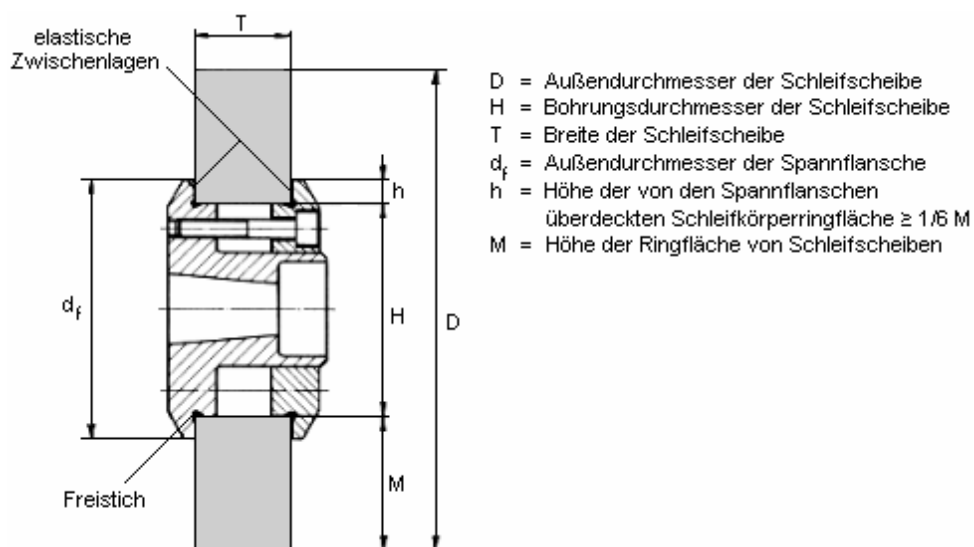 elastische
Zwischenlagen
T
h
d_f
H
D
M
Freistich
D = Außendurchmesser der Schleifscheibe
H = Bohrungsdurchmesser der Schleifscheibe
T = Breite der Schleifscheibe
d_f = Außendurchmesser der Spannflansche
h = Höhe der von den Spannflanschen
überdeckten Schleifkörperringfläche ≥ 1/6 M
M = Höhe der Ringfläche von Schleifscheiben